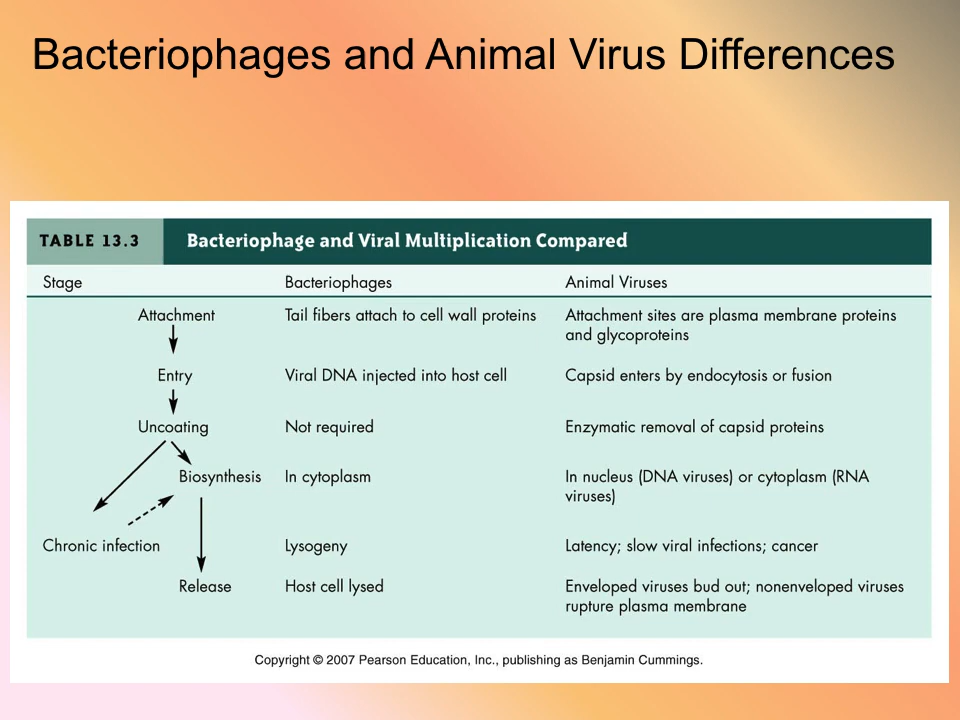 Bacteriophages and Animal Virus Differences
TABLE 13.3 Bacteriophage and Viral Multiplication Compared
Stage Bacteriophages Animal Viruses
Attachment Tail fibers attach to cell wall proteins Attachment sites are plasma membrane proteins
and glycoproteins
Entry Viral DNA injected into host cell Capsid enters by endocytosis or fusion
Uncoating Not required Enzymatic removal of capsid proteins
Biosynthesis In cytoplasm In nucleus (DNA viruses) or cytoplasm (RNA
viruses)
Chronic infection Lysogeny Latency; slow viral infections; cancer
Release Host cell lysed Enveloped viruses bud out; nonenveloped viruses
rupture plasma membrane
Copyright © 2007 Pearson Education, Inc., publishing as Benjamin Cummings.